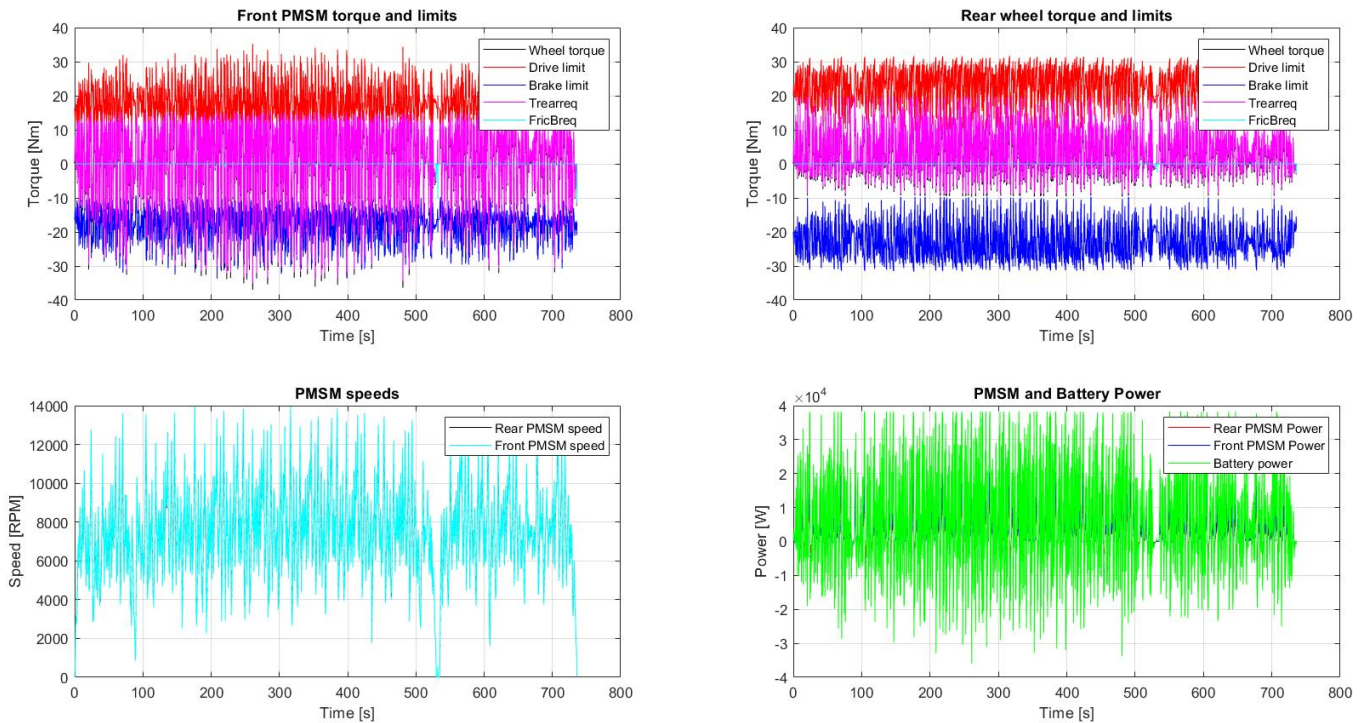 Front PMSM torque and limits
40
30
20
10
0
-10
-20
-30
-40
Torque [Nm]
Wheel torque
Drive limit
Brake limit
Trearreq
FricBreq
0 100 200 300 400 500 600 700 800
Time [s]
Rear wheel torque and limits
40
30
20
10
0
-10
-20
-30
-40
Torque [Nm]
Wheel torque
Drive limit
Brake limit
Trearreq
FricBreq
0 100 200 300 400 500 600 700 800
Time [s]
PMSM speeds
14000
12000
10000
8000
6000
4000
2000
0
Speed [RPM]
Rear PMSM speed
Front PMSM speed
0 100 200 300 400 500 600 700 800
Time [s]
PMSM and Battery Power
×10⁴
4
3
2
1
0
-1
-2
-3
-4
Power [W]
Rear PMSM Power
Front PMSM Power
Battery power
0 100 200 300 400 500 600 700 800
Time [s]